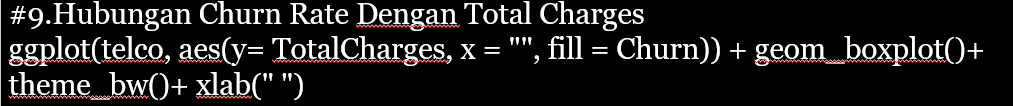 #9.Hubungan Churn Rate Dengan Total Charges
ggplot(telco, aes(y= TotalCharges, x = "", fill = Churn)) + geom_boxplot()+
theme_bw()+ xlab(" ")